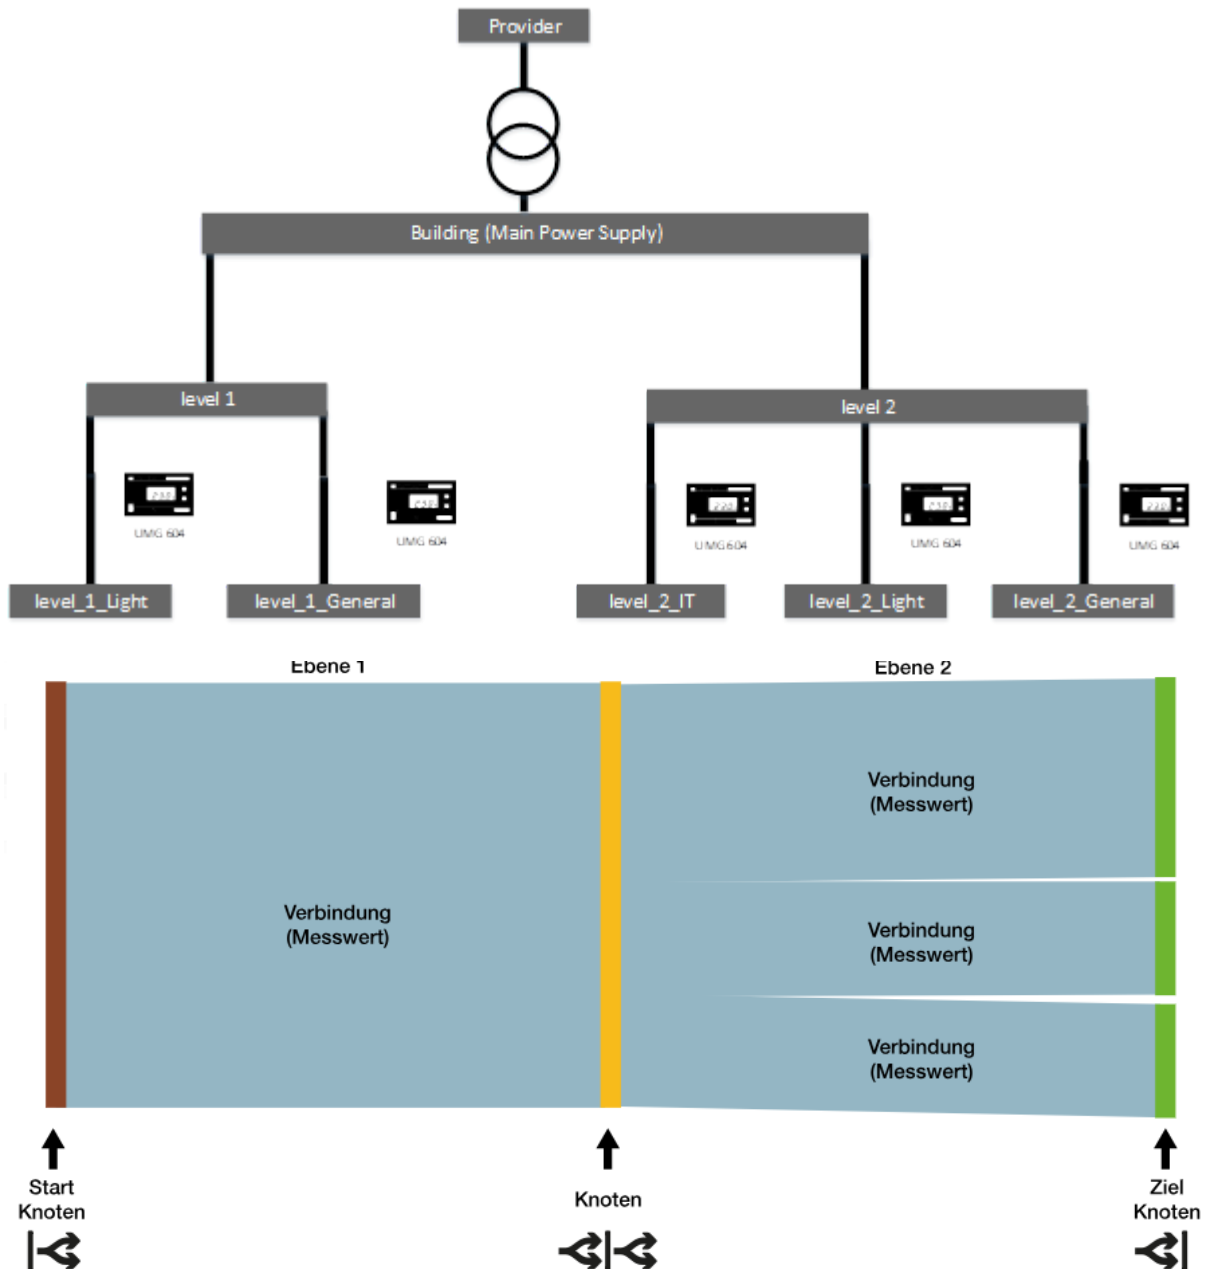 Provider
Building (Main Power Supply)
level 1
level 2
UMG 604
UMG 604
UMG 604
UMG 604
UMG 604
level_1_Light
level_1_General
level_2_IT
level_2_Light
level_2_General
Ebene 1
Ebene 2
Verbindung
(Messwert)
Verbindung
(Messwert)
Verbindung
(Messwert)
Verbindung
(Messwert)
Start
Knoten
Knoten
Ziel
Knoten